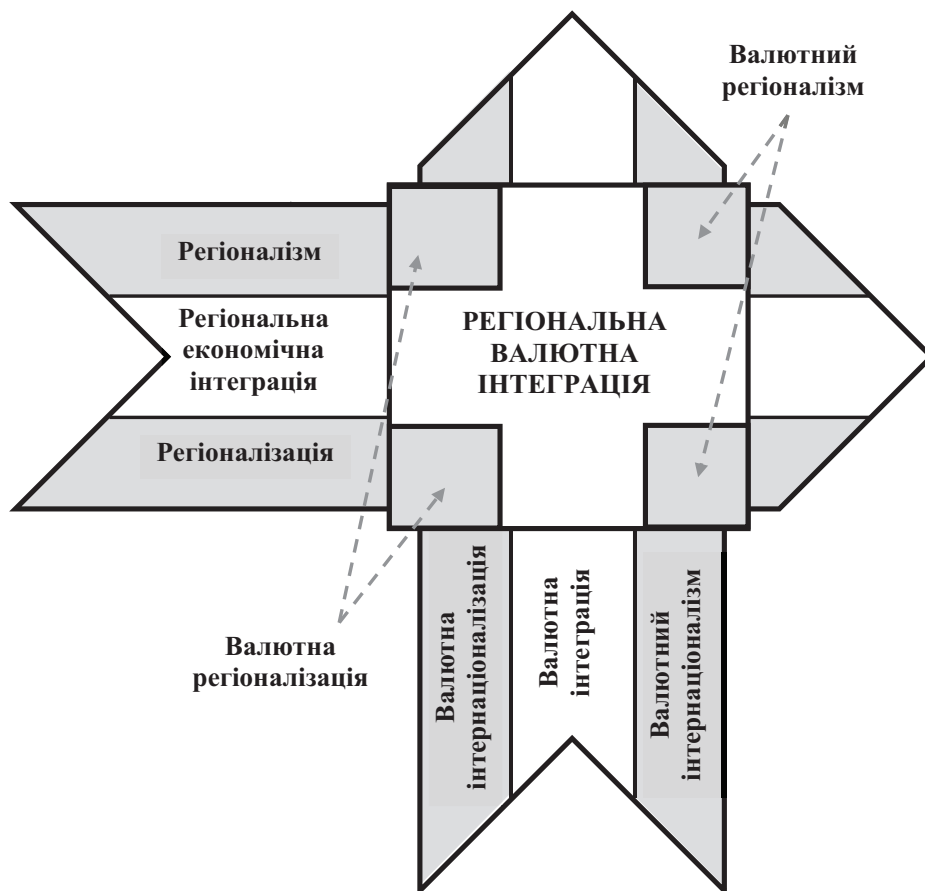 Валютний
регіоналізм
Регіоналізм
Регіональна
економічна
інтеграція
РЕГІОНАЛЬНА
ВАЛЮТНА
ІНТЕГРАЦІЯ
Регіоналізація
Валютна
регіоналізація
Валютна
інтернаціоналізація
Валютна
інтеграція
Валютний
інтернаціоналізм